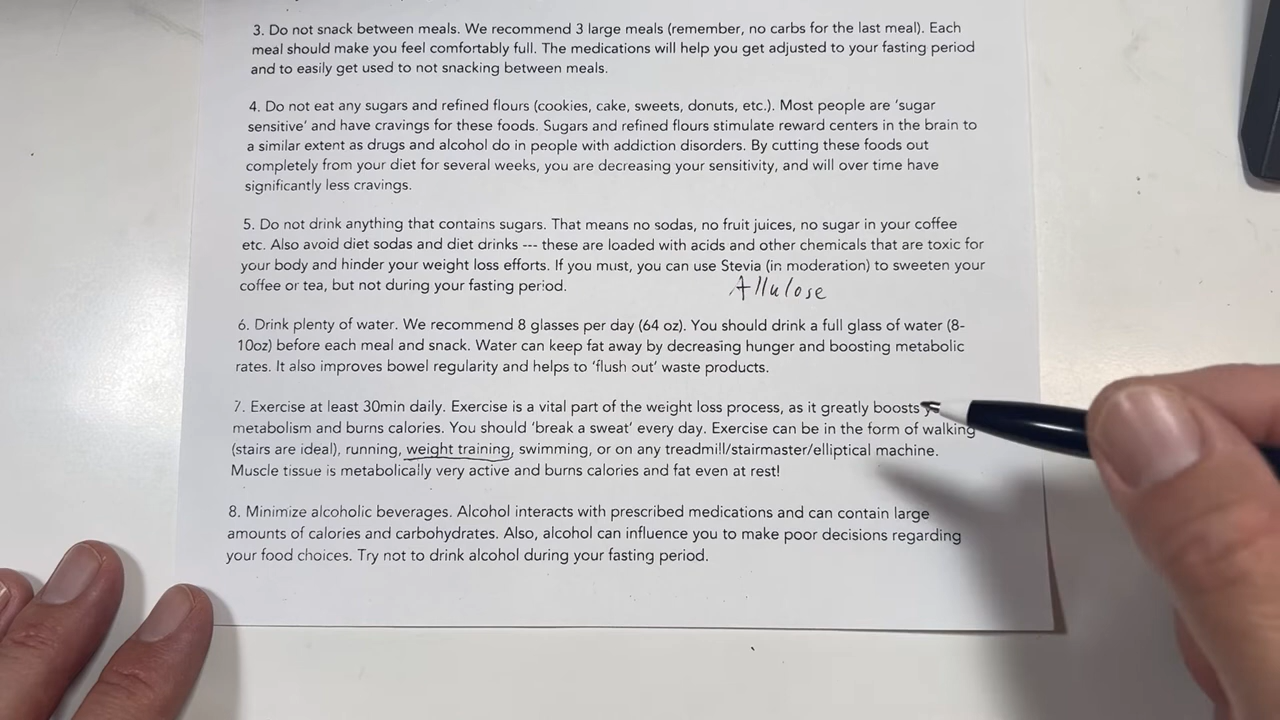 3. Do not snack between meals. We recommend 3 large meals (remember, no carbs for the last meal). Each
meal should make you feel comfortably full. The medications will help you get adjusted to your fasting period
and to easily get used to not snacking between meals.
4. Do not eat any sugars and refined flours (cookies, cake, sweets, donuts, etc.). Most people are ‘sugar
sensitive’ and have cravings for these foods. Sugars and refined flours stimulate reward centers in the brain to
a similar extent as drugs and alcohol do in people with addiction disorders. By cutting these foods out
completely from your diet for several weeks, you are decreasing your sensitivity, and will over time have
significantly less cravings.
5. Do not drink anything that contains sugars. That means no sodas, no fruit juices, no sugar in your coffee
etc. Also avoid diet sodas and diet drinks --- these are loaded with acids and other chemicals that are toxic for
your body and hinder your weight loss efforts. If you must, you can use Stevia (in moderation) to sweeten your
coffee or tea, but not during your fasting period.
Allulose
6. Drink plenty of water. We recommend 8 glasses per day (64 oz). You should drink a full glass of water (8-
10oz) before each meal and snack. Water can keep fat away by decreasing hunger and boosting metabolic
rates. It also improves bowel regularity and helps to ‘flush out’ waste products.
7. Exercise at least 30min daily. Exercise is a vital part of the weight loss process, as it greatly boosts
metabolism and burns calories. You should ‘break a sweat’ every day. Exercise can be in the form of walking
(stairs are ideal), running, weight training, swimming, or on any treadmill/stairmaster/elliptical machine.
Muscle tissue is metabolically very active and burns calories and fat even at rest!
8. Minimize alcoholic beverages. Alcohol interacts with prescribed medications and can contain large
amounts of calories and carbohydrates. Also, alcohol can influence you to make poor decisions regarding
your food choices. Try not to drink alcohol during your fasting period.